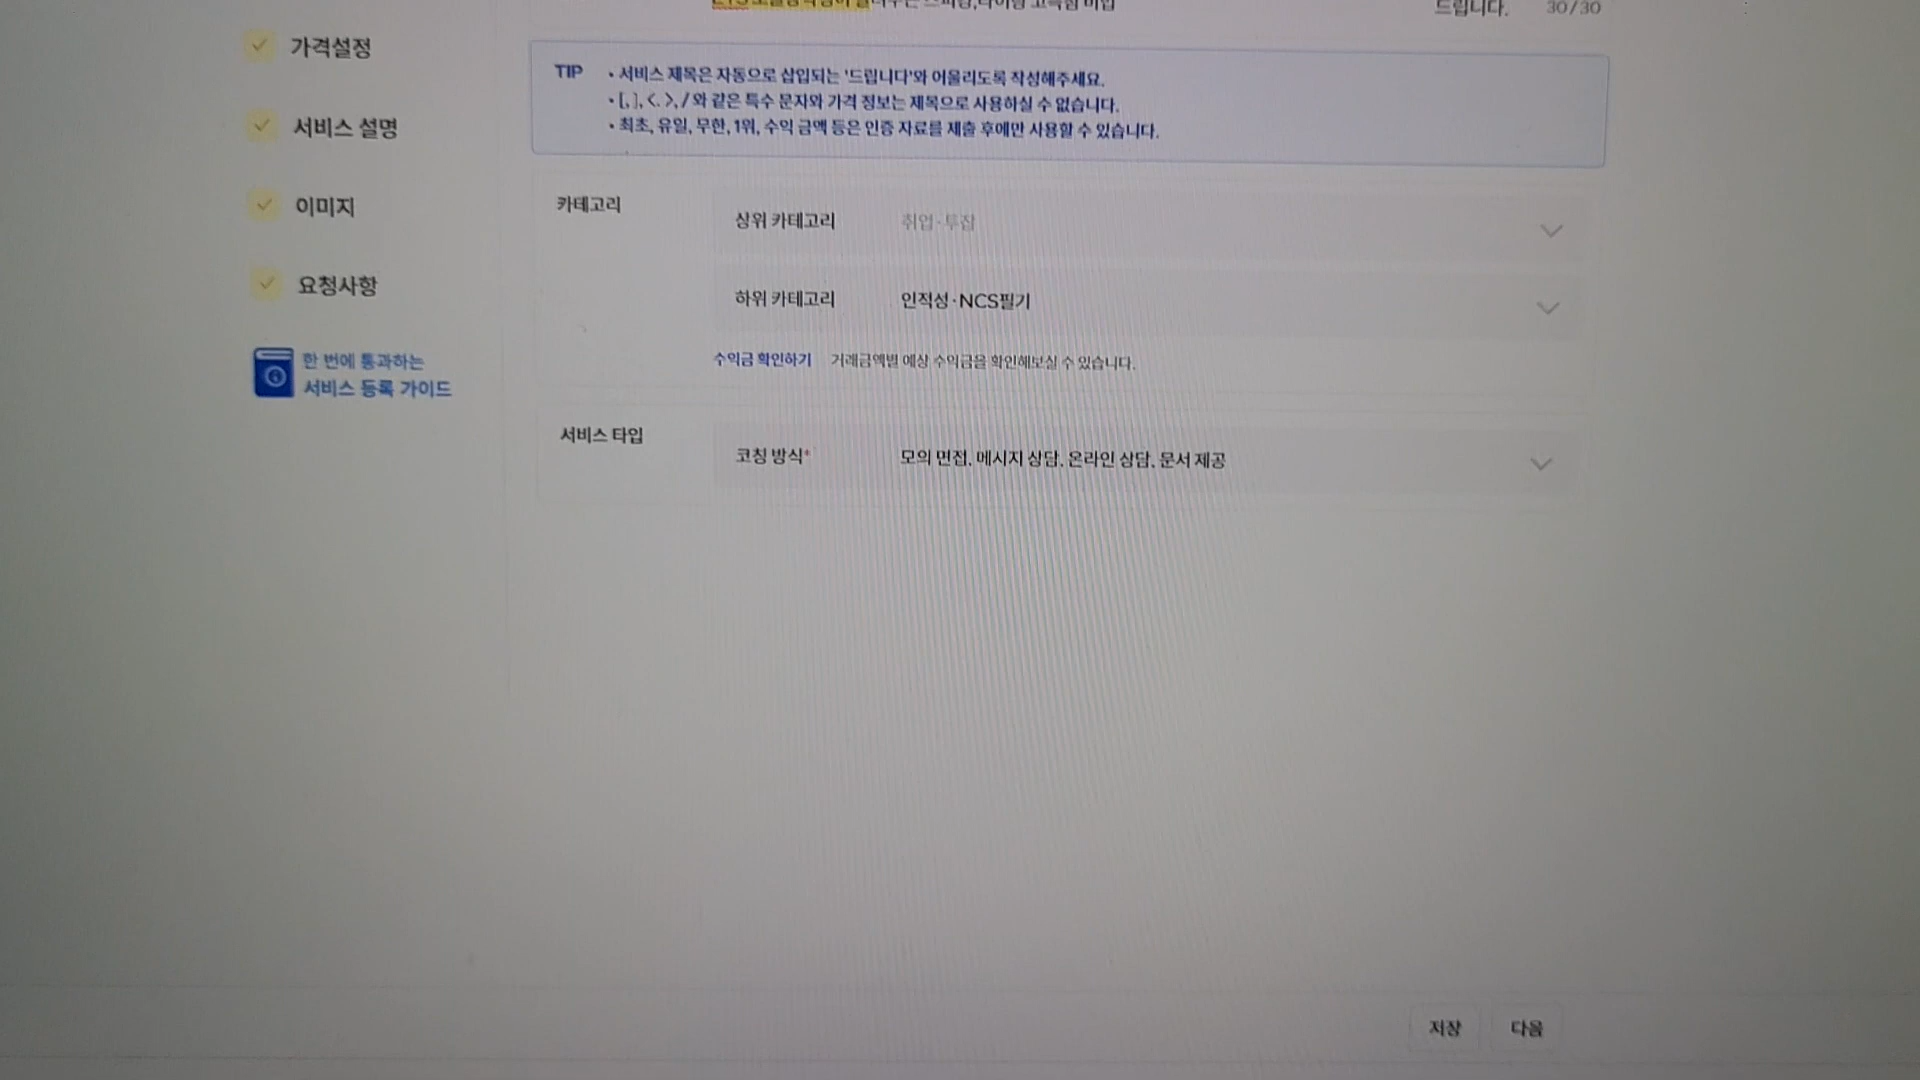 드립니다. 30/30
가격설정
서비스 설명
이미지
요청사항
한 번에 통과하는
서비스 등록 가이드
TIP
• 서비스 제목은 자동으로 삽입되는 '드립니다'와 어울리도록 작성해주세요.
• [, ], <, >, / 와 같은 특수 문자와 가격 정보는 제목으로 사용하실 수 없습니다.
• 최초, 유일, 무한, 1위, 수익 금액 등은 인증 자료를 제출 후에만 사용할 수 있습니다.
카테고리
상위 카테고리 취업·투잡
하위 카테고리 인적성·NCS필기
수익금 확인하기 거래금액별 예상 수익금을 확인해보실 수 있습니다.
서비스 타입
코칭 방식* 모의 면접, 메시지 상담, 온라인 상담, 문서 제공
저장 다음